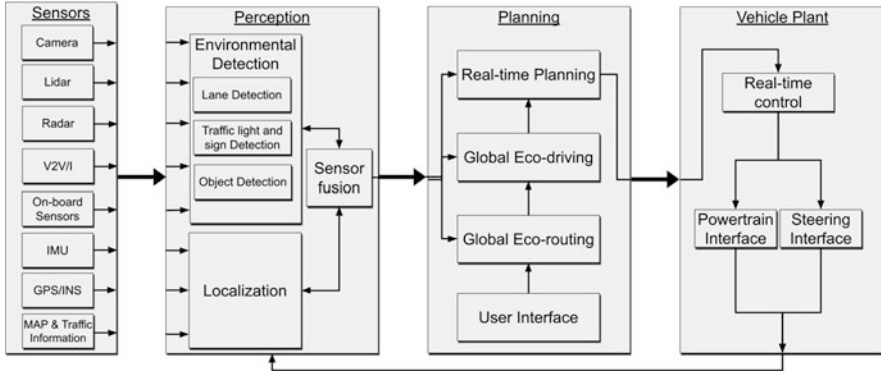 Sensors
Camera
Lidar
Radar
V2V/I
On-board
Sensors
IMU
GPS/INS
MAP & Traffic
Information
Perception
Environmental
Detection
Lane Detection
Traffic light and
sign Detection
Object Detection
Sensor
fusion
Localization
Planning
Real-time Planning
Global Eco-driving
Global Eco-routing
User Interface
Vehicle Plant
Real-time
control
Powertrain
Interface
Steering
Interface